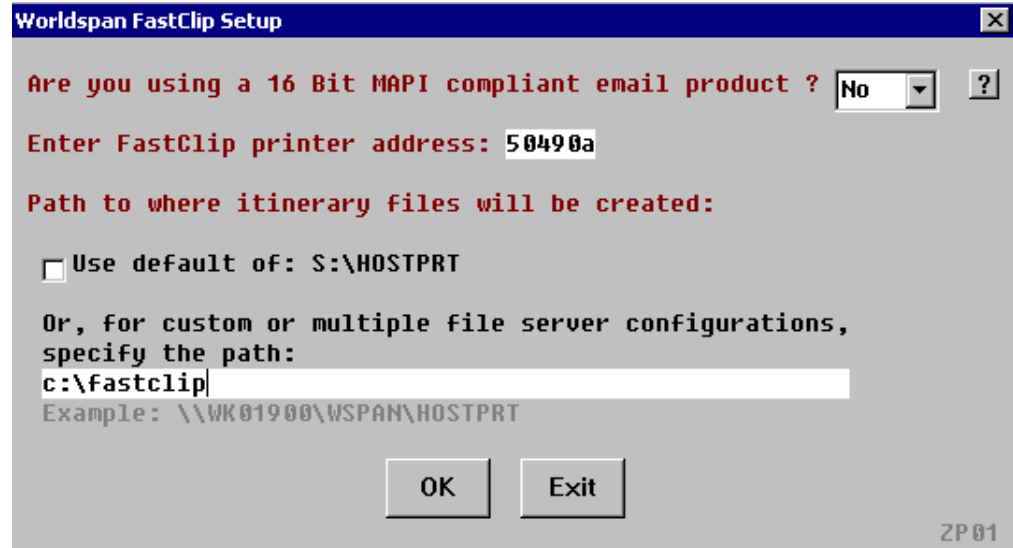 Worldspan FastClip Setup
Are you using a 16 Bit MAPI compliant email product ? No ?
Enter FastClip printer address: 50490a
Path to where itinerary files will be created:
Use default of: S:\HOSTPRT
Or, for custom or multiple file server configurations,
specify the path:
c:\fastclip
Example: \\WK01900\WSPAN\HOSTPRT
OK Exit
ZP01